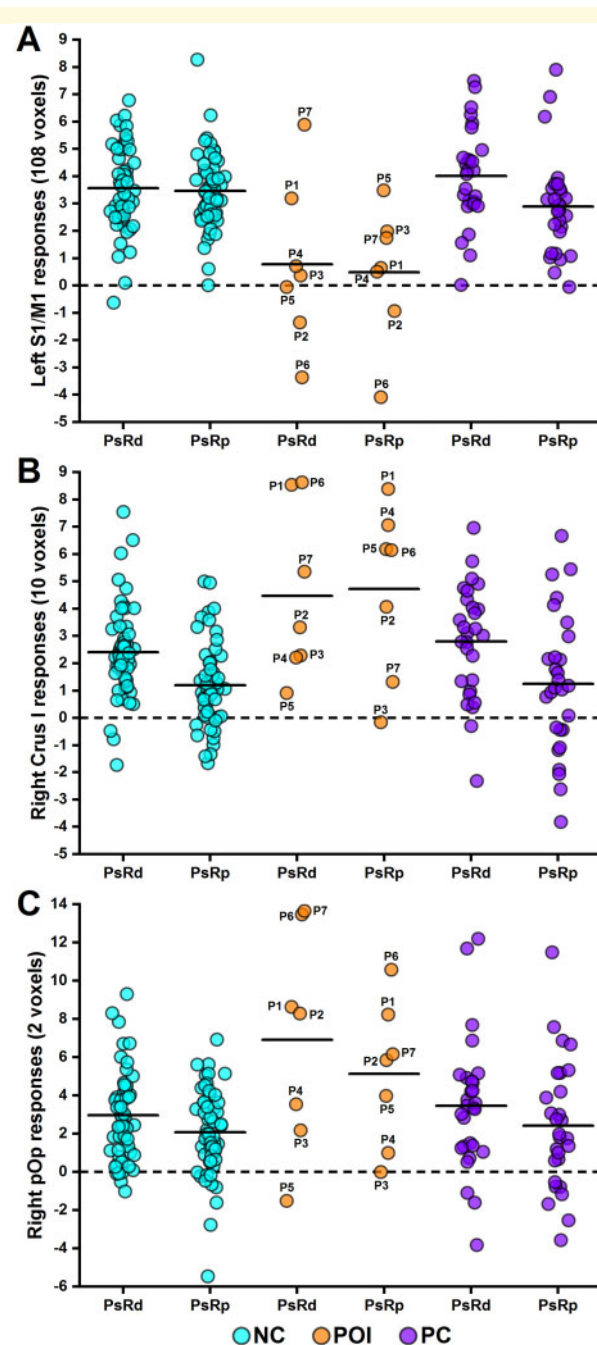 A
Left S1/M1 responses (108 voxels)
9
8
7
6
5
4
3
2
1
0
-1
-2
-3
-4
-5
P7
P1
P4
P3
P5
P2
P6
P5
P3
P7
P1
P4
P2
P6
PsRd PsRp PsRd PsRp PsRd PsRp
B
Right Crus I responses (10 voxels)
9
8
7
6
5
4
3
2
1
0
-1
-2
-3
-4
-5
P1 P6
P7
P2
P4 P3
P5
P1
P4
P5 P6
P2
P7
P3
PsRd PsRp PsRd PsRp PsRd PsRp
C
Right pOp responses (2 voxels)
14
12
10
8
6
4
2
0
-2
-4
-6
P6 P7
P1 P2
P4
P3
P5
P6
P1
P2 P7
P5
P4
P3
PsRd PsRp PsRd PsRp PsRd PsRp
NC POI PC